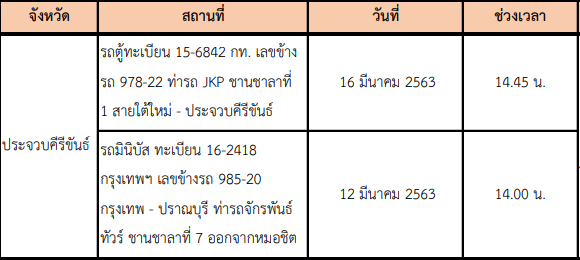 จังหวัด สถานที่ วันที่ ช่วงเวลา
ประจวบคีรีขันธ์
รถตู้ทะเบียน 15-6842 กท. เลขข้าง
รถ 978-22 ท่ารถ JKP ชานชาลาที่
1 สายใต้ใหม่ - ประจวบคีรีขันธ์
16 มีนาคม 2563
14.45 น.
รถมินิบัส ทะเบียน 16-2418
กรุงเทพฯ เลขข้างรถ 985-20
กรุงเทพ - ปราณบุรี ท่ารถจักรพันธ์
ทัวร์ ชานชาลาที่ 7 ออกจากหมอชิต
12 มีนาคม 2563
14.00 น.